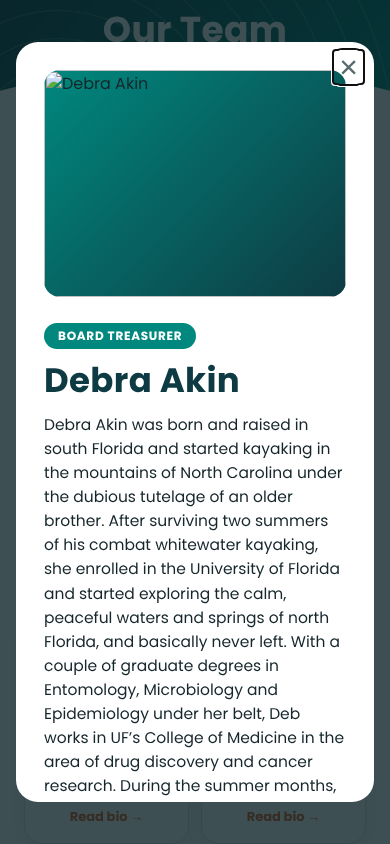 Our Team
Debra Akin
BOARD TREASURER
Debra Akin
Debra Akin was born and raised in
south Florida and started kayaking in
the mountains of North Carolina under
the dubious tutelage of an older
brother. After surviving two summers
of his combat whitewater kayaking,
she enrolled in the University of Florida
and started exploring the calm,
peaceful waters and springs of north
Florida, and basically never left. With a
couple of graduate degrees in
Entomology, Microbiology and
Epidemiology under her belt, Deb
works in UF’s College of Medicine in the
area of drug discovery and cancer
research. During the summer months,
Read bio → Read bio →